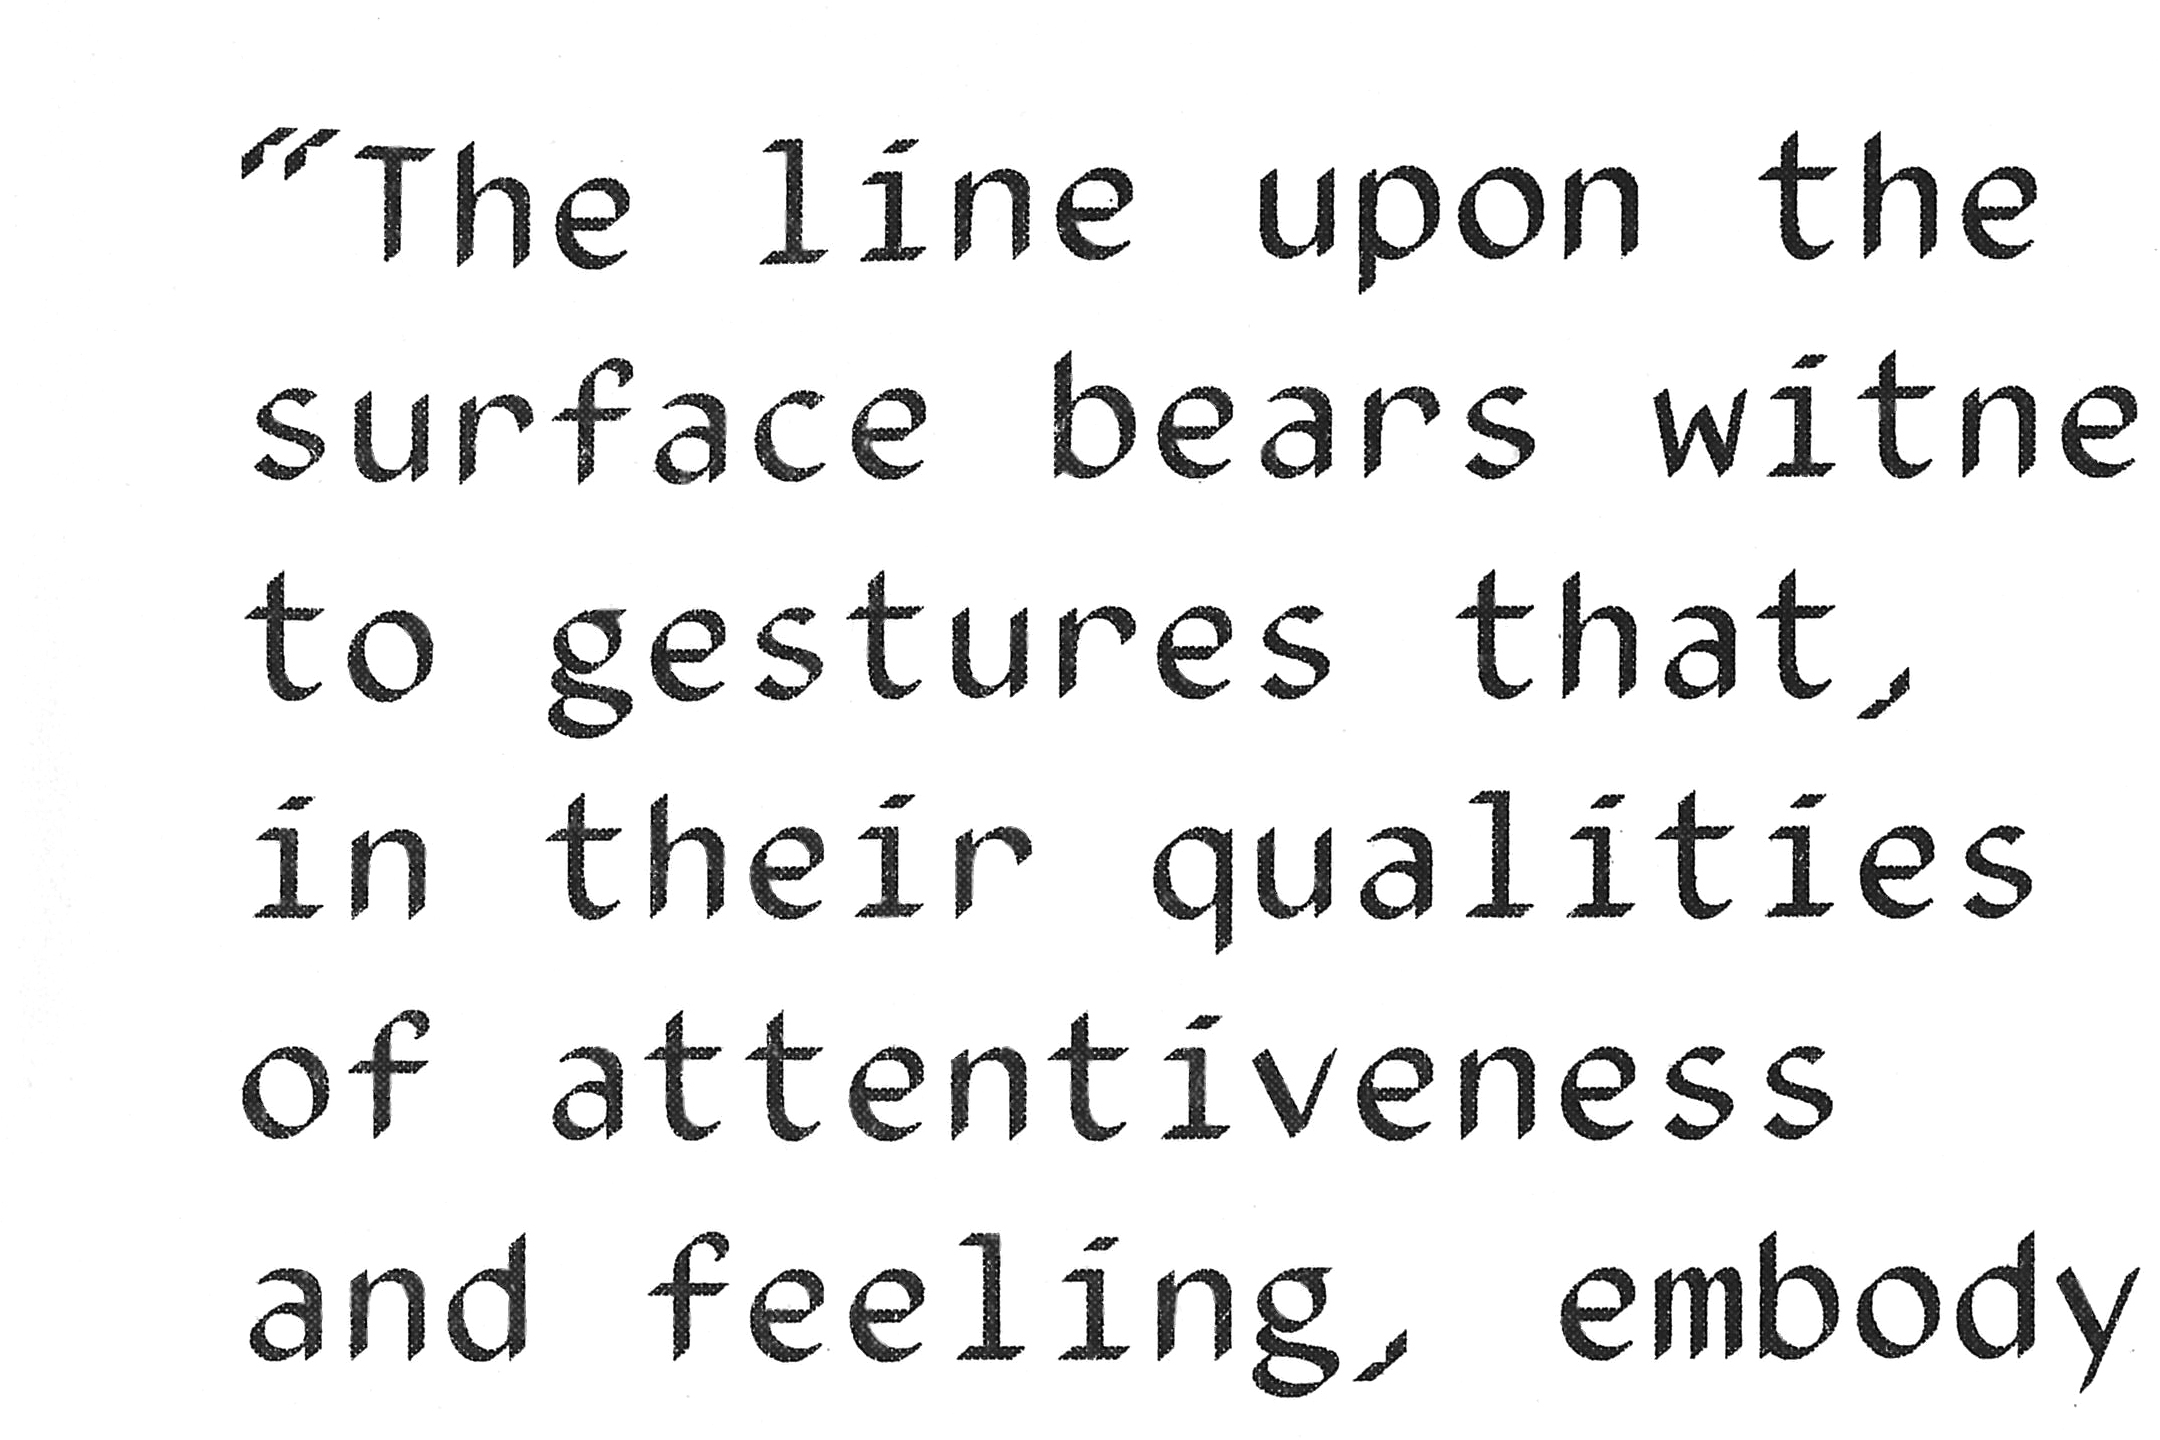 “The line upon the
surface bears witne
to gestures that,
in their qualities
of attentiveness
and feeling, embody